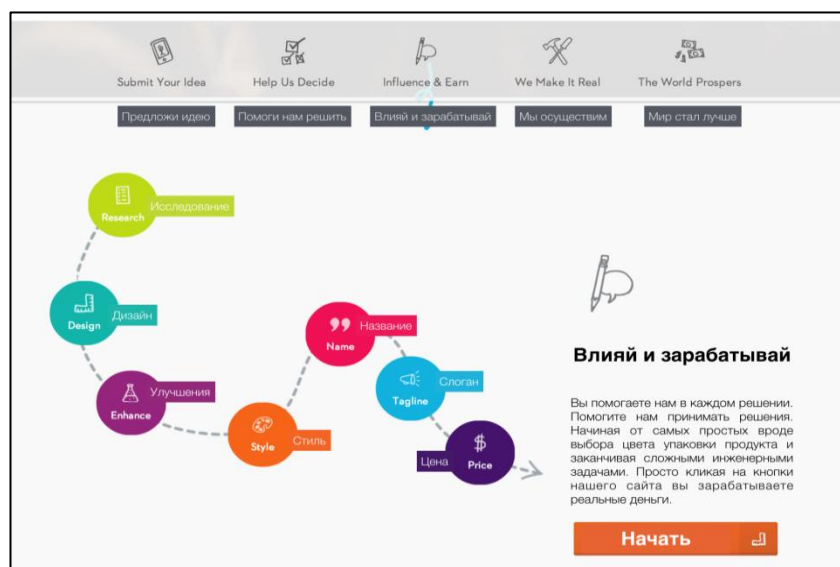 Submit Your Idea
Help Us Decide
Influence & Earn
We Make It Real
The World Prospers
Предложи идею
Помоги нам решить
Влияй и зарабатывай
Мы осуществим
Мир стал лучше
Research
Исследование
Design
Дизайн
Enhance
Улучшения
Style
Стиль
Name
Название
Tagline
Слоган
Цена
Price
Влияй и зарабатывай
Вы помогаете нам в каждом решении.
Помогите нам принимать решения.
Начиная от самых простых вроде
выбора цвета упаковки продукта и
заканчивая сложными инженерными
задачами. Просто кликая на кнопки
нашего сайта вы зарабатываете
реальные деньги.
Начать